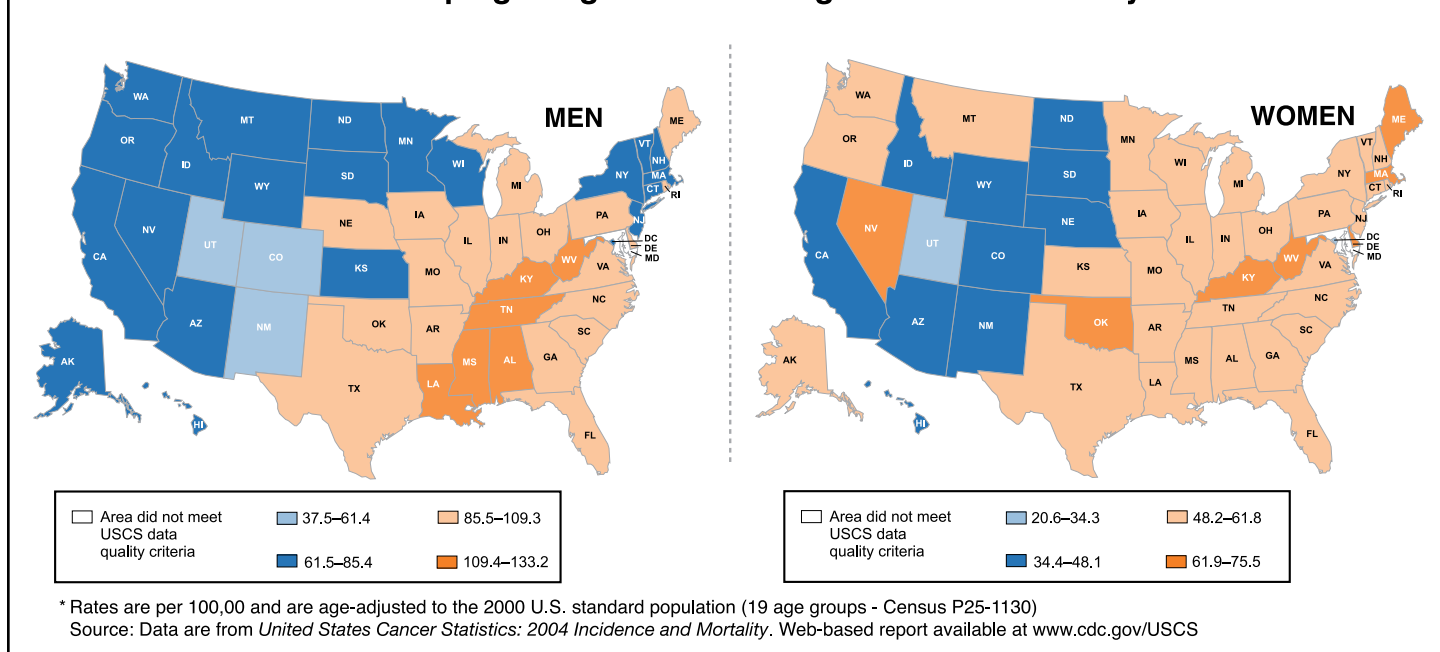 MEN
WA
OR
CA
ID
NV
AZ
MT
WY
UT
CO
NM
ND
SD
NE
KS
OK
TX
MN
IA
MO
AR
LA
WI
IL
MI
IN
OH
KY
TN
MS
AL
GA
FL
SC
NC
VA
WV
PA
NY
VT
NH
ME
MA
CT
RI
NJ
DC
DE
MD
AK
HI
Area did not meet
USCS data
quality criteria
37.5–61.4
61.5–85.4
85.5–109.3
109.4–133.2
WOMEN
WA
OR
CA
ID
NV
AZ
MT
WY
UT
CO
NM
ND
SD
NE
KS
OK
TX
MN
IA
MO
AR
LA
WI
IL
MI
IN
OH
KY
TN
MS
AL
GA
FL
SC
NC
VA
WV
PA
NY
VT
NH
ME
MA
CT
RI
NJ
DC
DE
MD
AK
HI
Area did not meet
USCS data
quality criteria
20.6–34.3
34.4–48.1
48.2–61.8
61.9–75.5
* Rates are per 100,00 and are age-adjusted to the 2000 U.S. standard population (19 age groups - Census P25-1130)
Source: Data are from United States Cancer Statistics: 2004 Incidence and Mortality. Web-based report available at www.cdc.gov/USCS